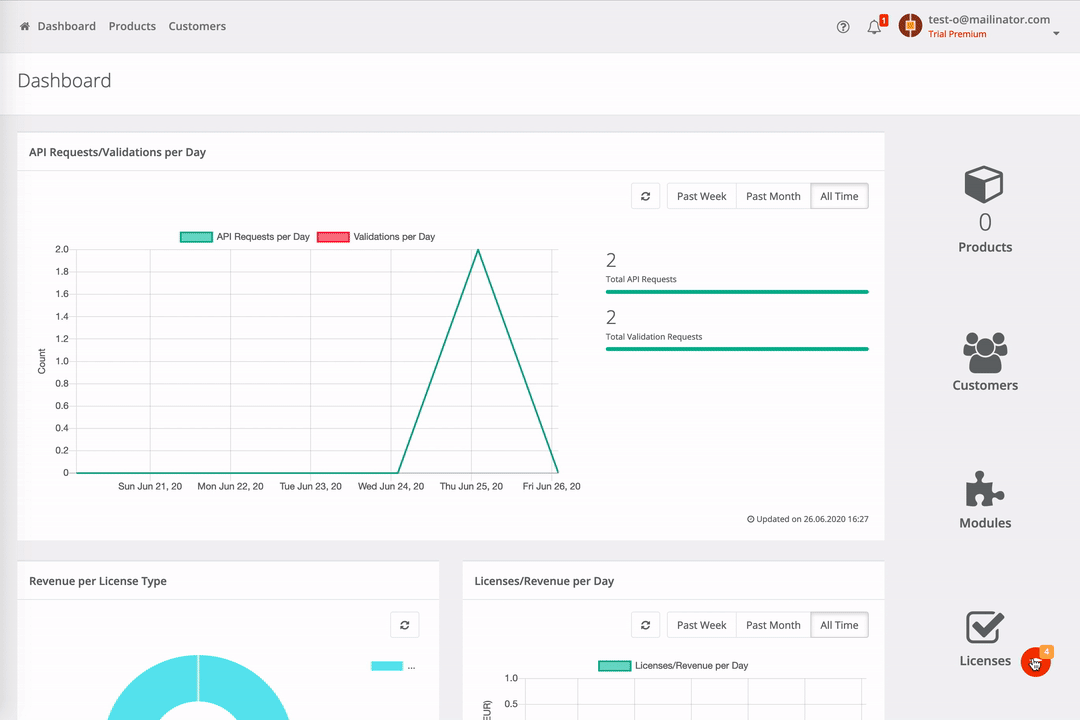 Dashboard Products Customers
1
test-o@mailinator.com
Trial Premium
Dashboard
API Requests/Validations per Day
Past Week Past Month All Time
API Requests per Day Validations per Day
2.0
1.8
1.6
1.4
1.2
1.0
0.8
0.6
0.4
0.2
0
Count
Sun Jun 21, 20 Mon Jun 22, 20 Tue Jun 23, 20 Wed Jun 24, 20 Thu Jun 25, 20 Fri Jun 26, 20
2
Total API Requests
2
Total Validation Requests
Updated on 26.06.2020 16:27
0
Products
Customers
Modules
Licenses
4
Revenue per License Type
...
Licenses/Revenue per Day
Past Week Past Month All Time
Licenses/Revenue per Day
1.0
0.5
EUR)